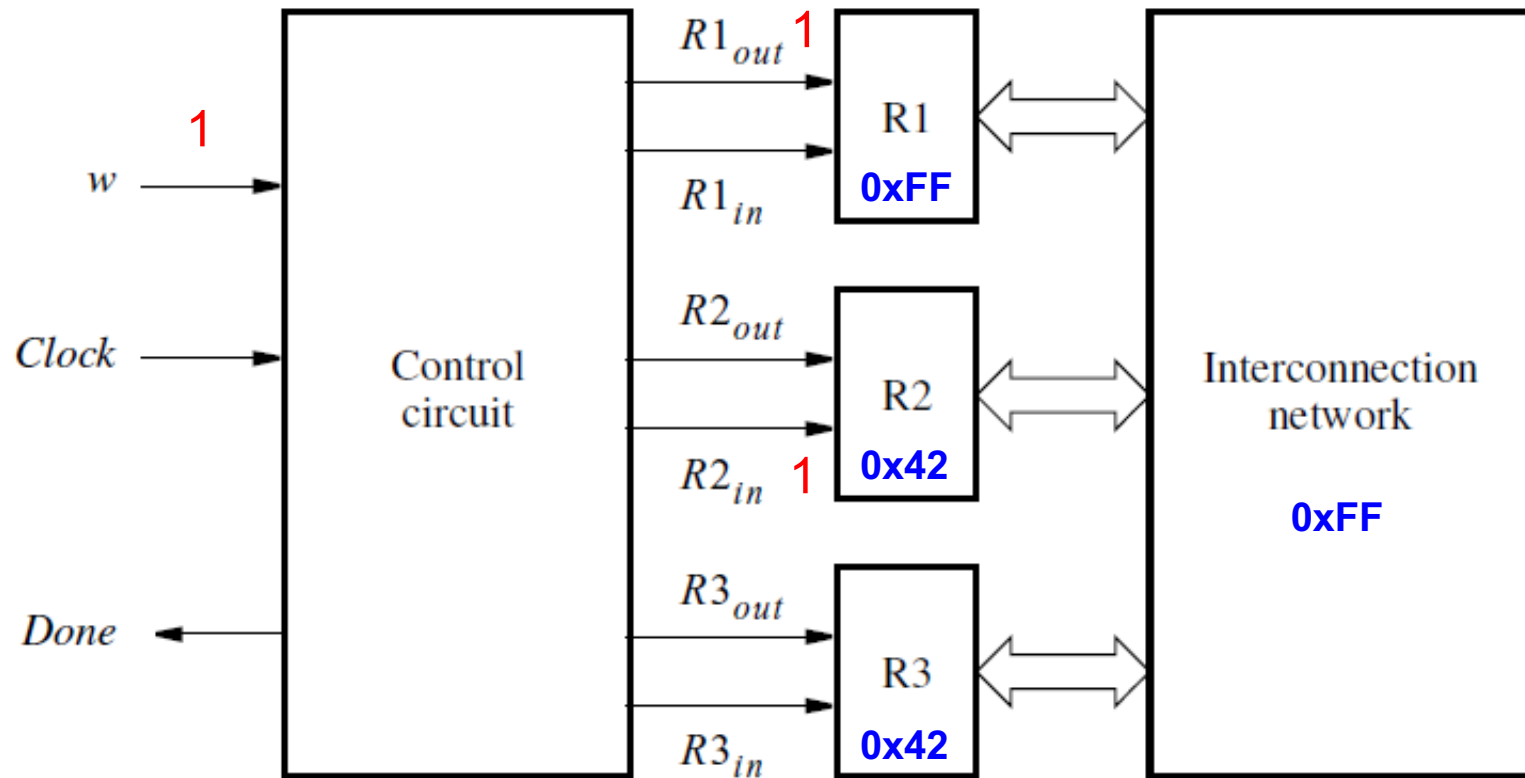 R1out 1
1
w
R1
R1in
0xFF
R2out
Clock
Control
circuit
R2
Interconnection
network
R2in 1
0x42
0xFF
R3out
Done
R3
R3in
0x42